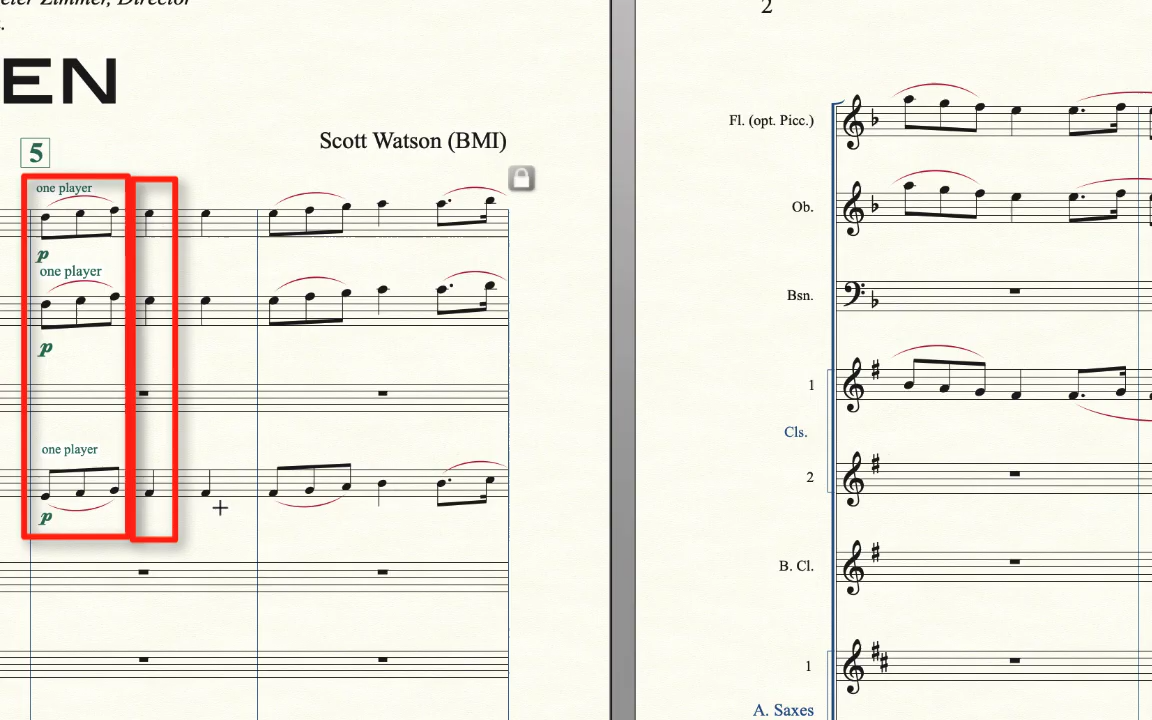 Zimmer, Director
EN
5
Scott Watson (BMI)
one player
p
one player
p
one player
p
2
Fl. (opt. Picc.)
Ob.
Bsn.
1
Cls.
2
B. Cl.
1
A. Saxes